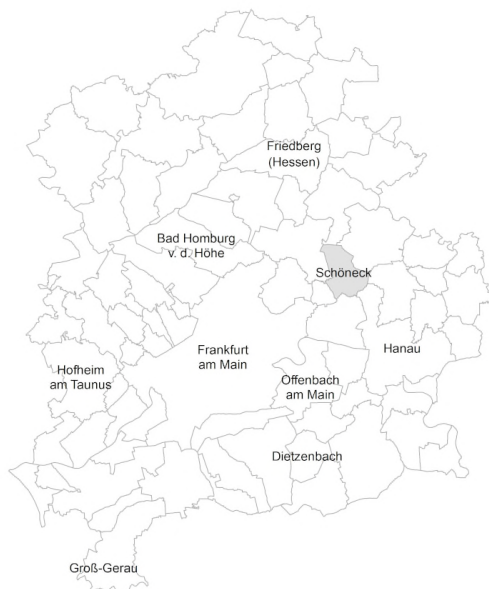 Friedberg
(Hessen)
Bad Homburg
v. d. Höhe
Schöneck
Frankfurt
am Main
Hanau
Hofheim
am Taunus
Offenbach
am Main
Dietzenbach
Groß-Gerau